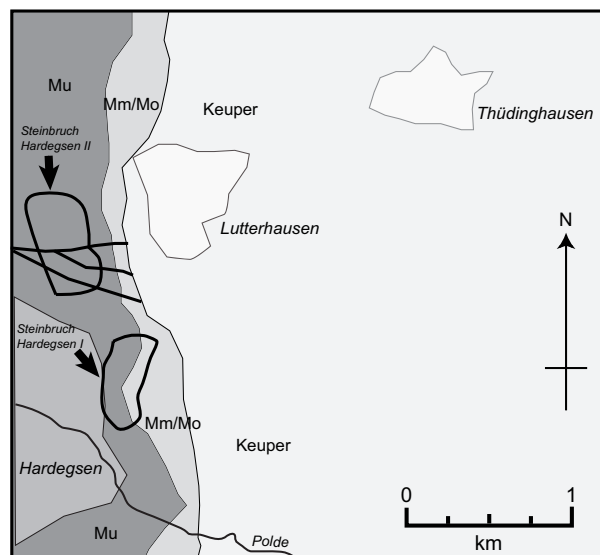 Mu
Mm/Mo
Keuper
Thüdinghausen
Steinbruch
Hardegsen II
Lutterhausen
N
Steinbruch
Hardegsen I
Mm/Mo
Keuper
Hardegsen
0 1
km
Mu
Polde